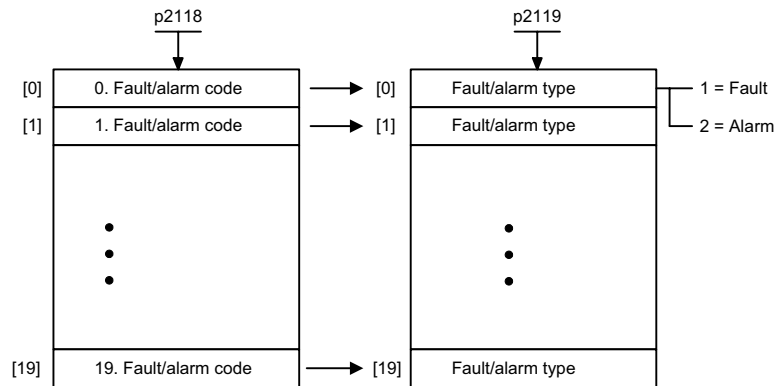 p2118 p2119
[0] 0. Fault/alarm code [0] Fault/alarm type 1 = Fault
[1] 1. Fault/alarm code [1] Fault/alarm type 2 = Alarm
[19] 19. Fault/alarm code [19] Fault/alarm type